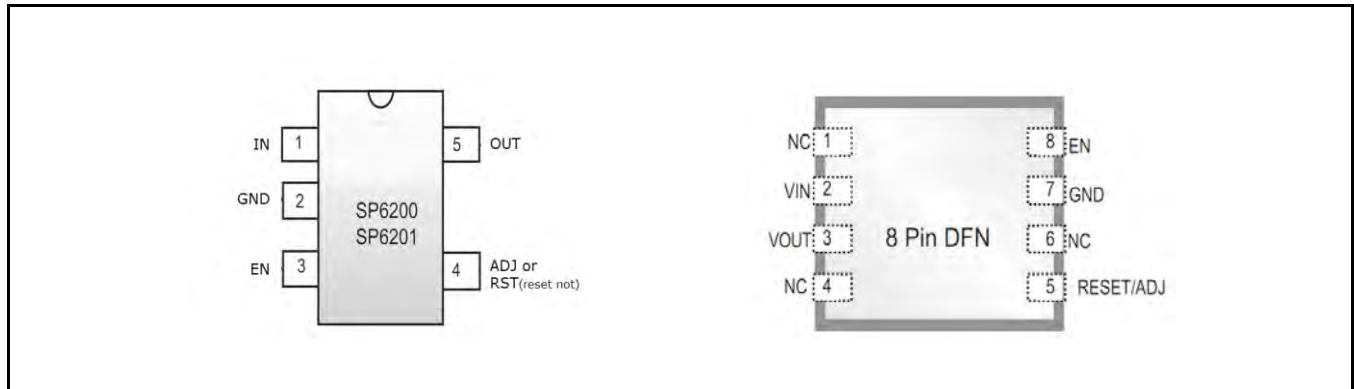 IN 1
5 OUT
GND 2
SP6200
SP6201
EN 3
4 ADJ or
RST(reset not)
NC 1
8 EN
VIN 2
7 GND
VOUT 3
8 Pin DFN
6 NC
NC 4
5 RESET/ADJ